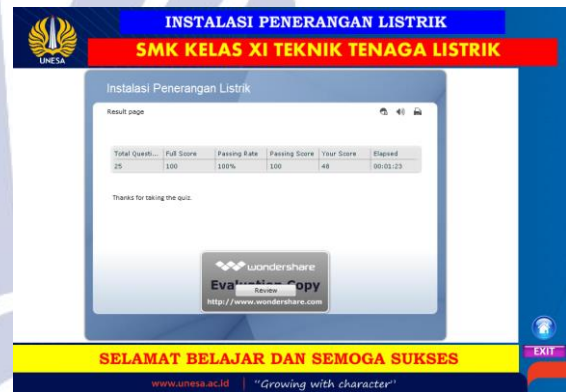 INSTALASI PENERANGAN LISTRIK
UNESA
SMK KELAS XI TEKNIK TENAGA LISTRIK
Instalasi Penerangan Listrik
Result page
Total Questi... Full Score Passing Rate Passing Score Your Score Elapsed
25 100 100% 100 48 00:01:23
Thanks for taking the quiz.
wondershare
Evaluation Copy
Review
http://www.wondershare.com
EXIT
SELAMAT BELAJAR DAN SEMOGA SUKSES
www.unesa.ac.id | "Growing with character"